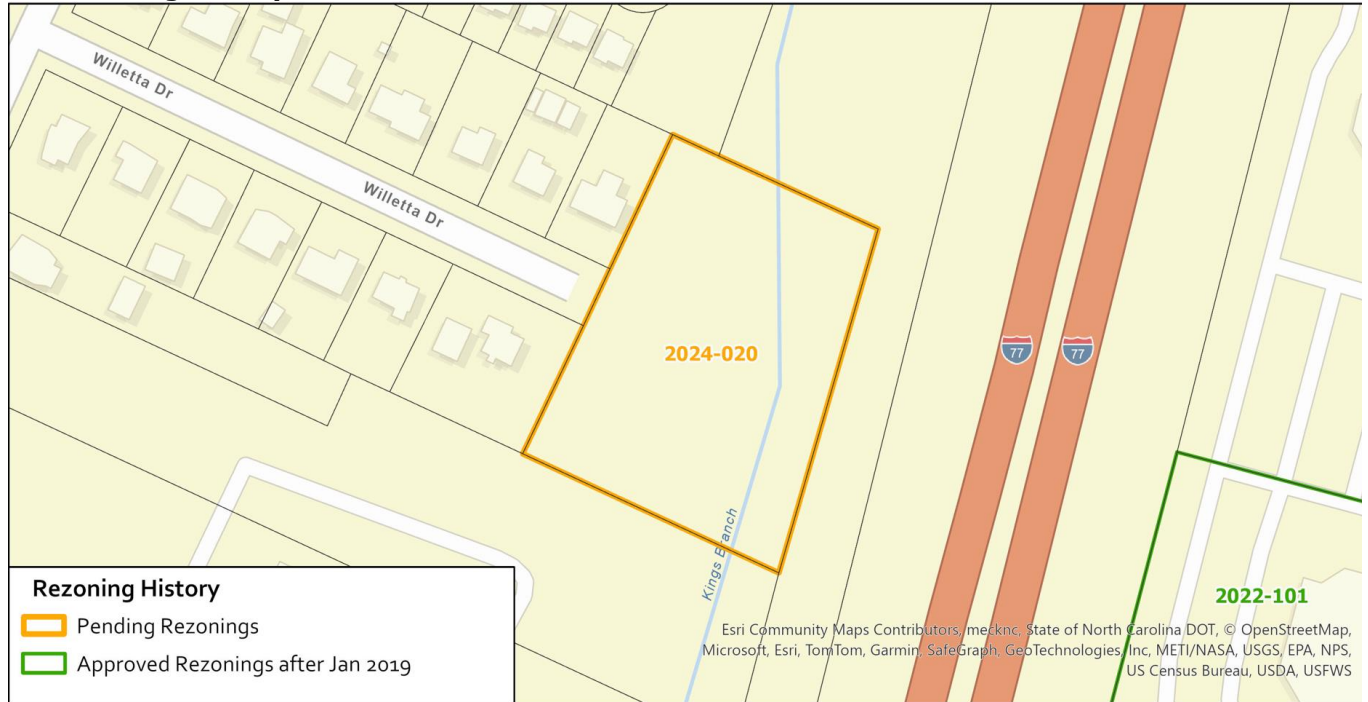 Willetta Dr
Willetta Dr
2024-020
77
77
Kings Branch
2022-101
Rezoning History
Pending Rezonings
Approved Rezonings after Jan 2019
Esri Community Maps Contributors, mecknc, State of North Carolina DOT, © OpenStreetMap,
Microsoft, Esri, TomTom, Garmin, SafeGraph, GeoTechnologies, Inc, METI/NASA, USGS, EPA, NPS,
US Census Bureau, USDA, USFWS